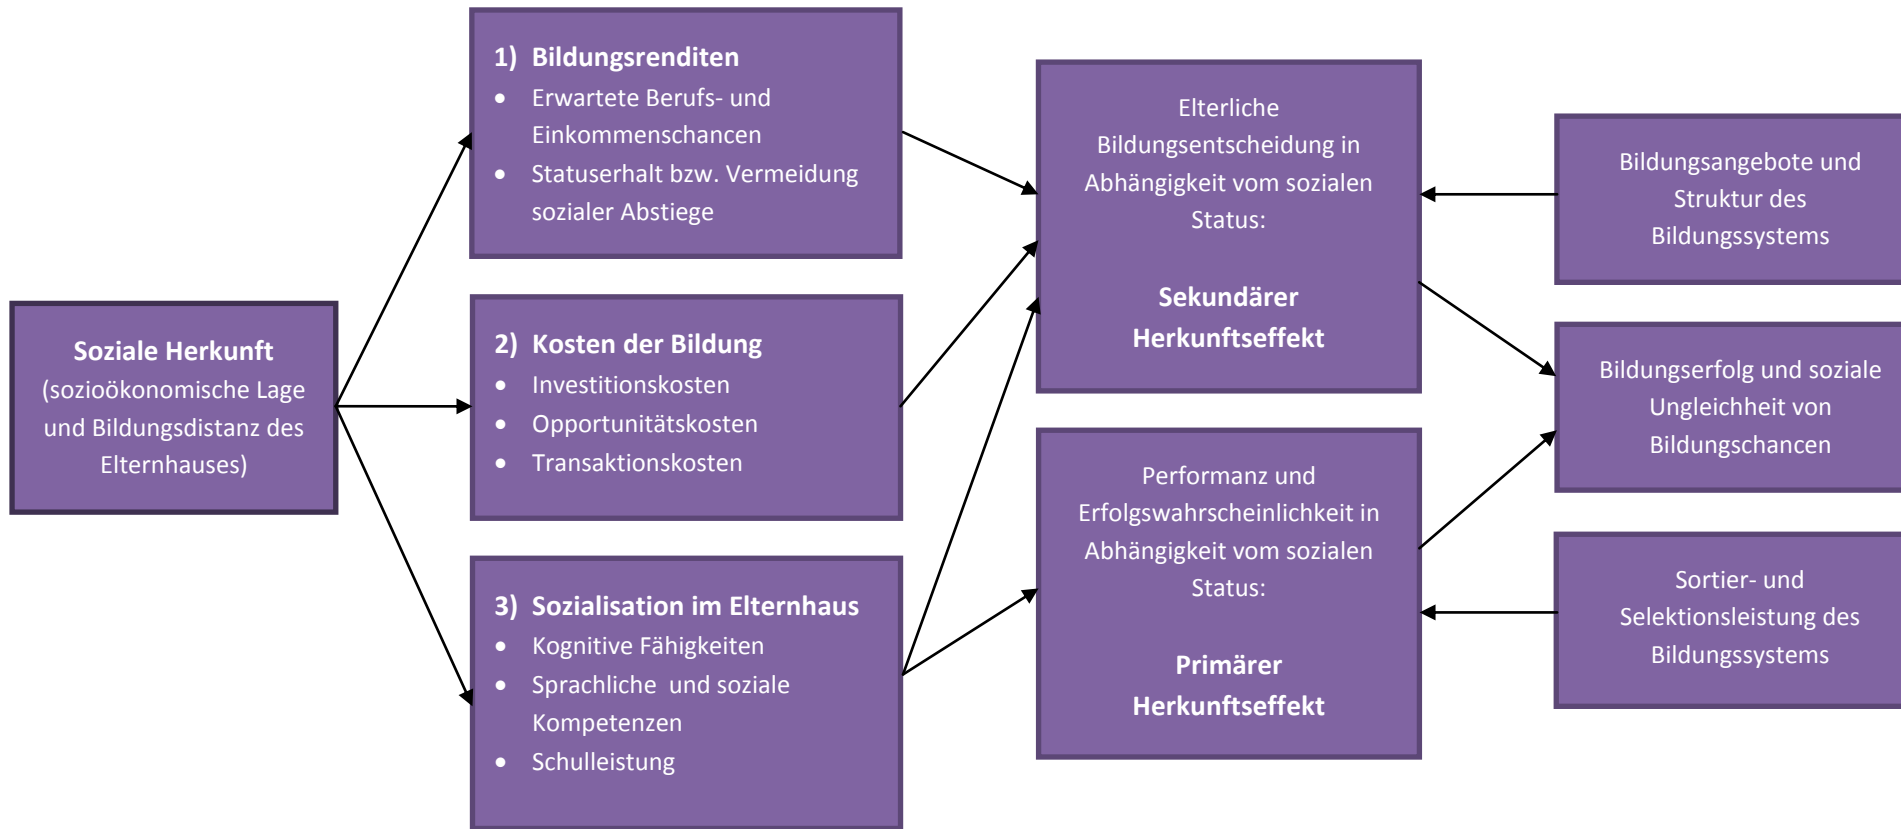 Soziale Herkunft
(sozioökonomische Lage
und Bildungsdistanz des
Elternhauses)
1) Bildungsrenditen
• Erwartete Berufs- und
Einkommenschancen
• Statuserhalt bzw. Vermeidung
sozialer Abstiege
2) Kosten der Bildung
• Investitionskosten
• Opportunitätskosten
• Transaktionskosten
3) Sozialisation im Elternhaus
• Kognitive Fähigkeiten
• Sprachliche und soziale
Kompetenzen
• Schulleistung
Elterliche
Bildungsentscheidung in
Abhängigkeit vom sozialen
Status:
Sekundärer
Herkunftseffekt
Performanz und
Erfolgswahrscheinlichkeit in
Abhängigkeit vom sozialen
Status:
Primärer
Herkunftseffekt
Bildungsangebote und
Struktur des
Bildungssystems
Bildungserfolg und soziale
Ungleichheit von
Bildungschancen
Sortier- und
Selektionsleistung des
Bildungssystems